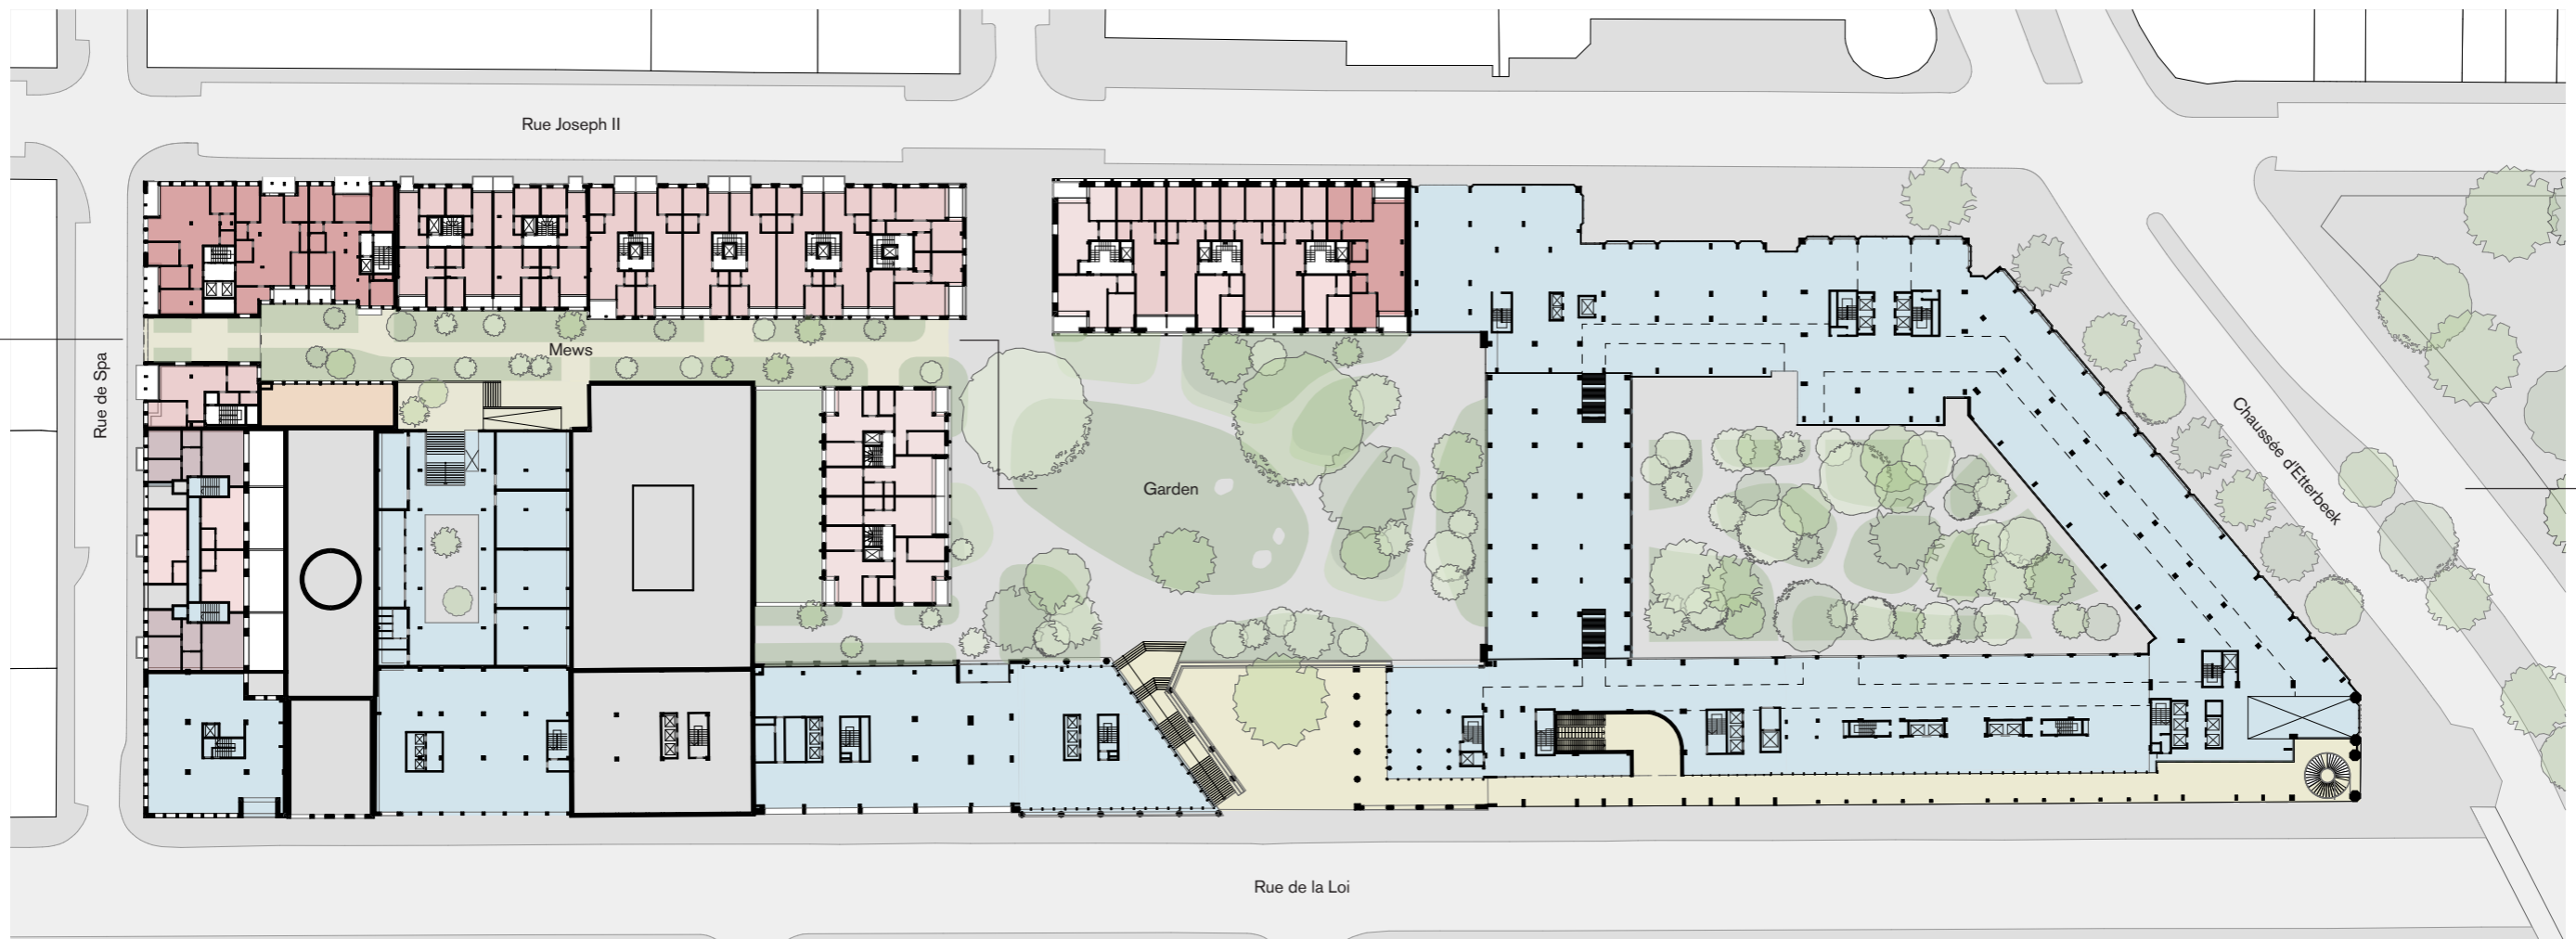 Rue Joseph II
Mews
Rue de Spa
Chaussée d'Etterbeek
Garden
Rue de la Loi